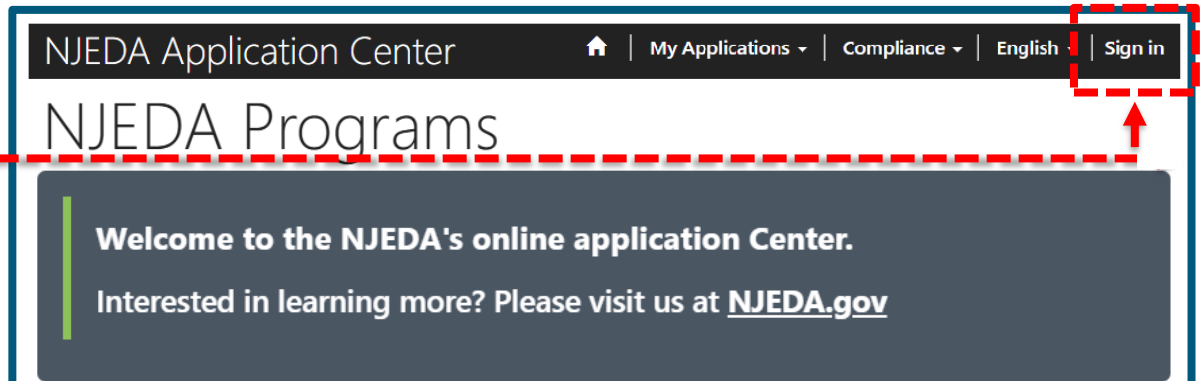 NJEDA Application Center My Applications Compliance English Sign in
NJEDA Programs
Welcome to the NJEDA's online application Center.
Interested in learning more? Please visit us at NJEDA.gov